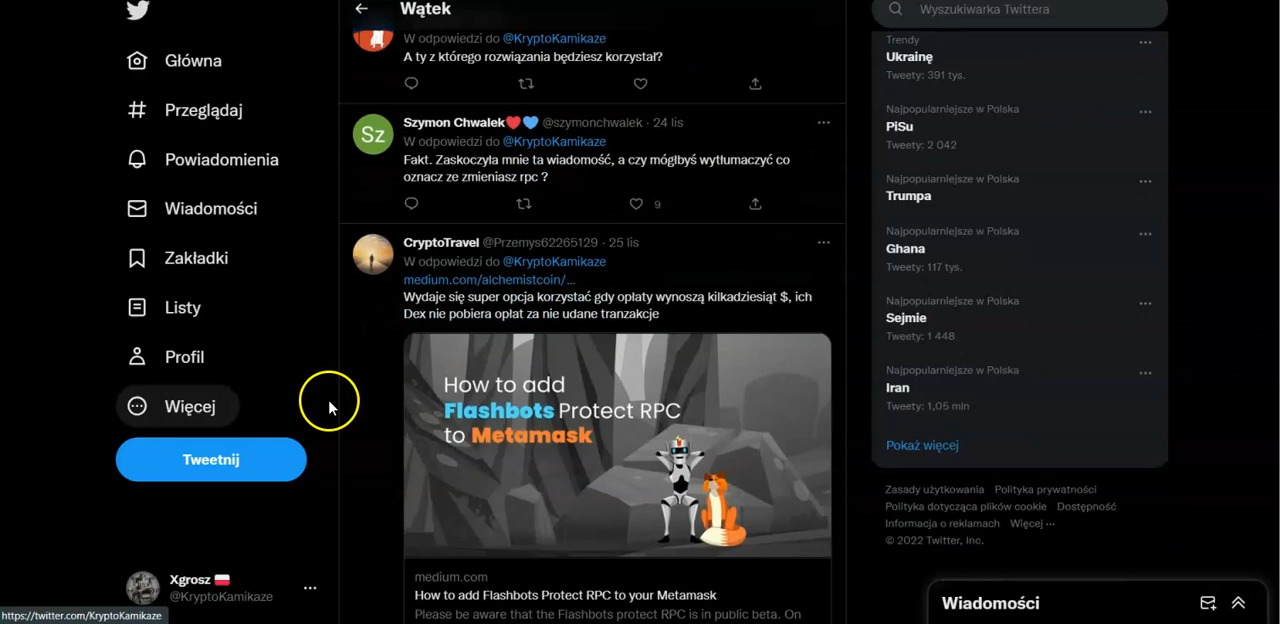 Główna
Przeglądaj
Powiadomienia
Wiadomości
Zakładki
Listy
Profil
Więcej
Tweetnij
Xgrosz
@KryptoKamikaze
https://twitter.com/KryptoKamikaze
Wątek
W odpowiedzi do @KryptoKamikaze
A ty z którego rozwiązania będziesz korzystał?
Sz
Szymon Chwalek @szymonchwalek · 24 lis
W odpowiedzi do @KryptoKamikaze
Fakt. Zaskoczyła mnie ta wiadomość, a czy mógłbyś wytłumaczyć co
oznacz ze zmieniasz rpc ?
9
CryptoTravel @Przemys62265129 · 25 lis
W odpowiedzi do @KryptoKamikaze
medium.com/alchemistcoin/...
Wydaje się super opcja korzystać gdy opłaty wynoszą kilkadziesiąt $, ich
Dex nie pobiera opłat za nie udane tranzakcje
How to add
Flashbots Protect RPC
to Metamask
medium.com
How to add Flashbots Protect RPC to your Metamask
Please be aware that the Flashbots protect RPC is in public beta. On
Wyszukiwarka Twittera
Trendy
Ukrainę
Tweety: 391 tys.
Najpopularniejsze w Polska
PiSu
Tweety: 2 042
Najpopularniejsze w Polska
Trumpa
Najpopularniejsze w Polska
Ghana
Tweety: 117 tys.
Najpopularniejsze w Polska
Sejmie
Tweety: 1 448
Najpopularniejsze w Polska
Iran
Tweety: 1,05 mln
Pokaż więcej
Zasady użytkowania Polityka prywatności
Polityka dotycząca plików cookie Dostępność
Informacja o reklamach Więcej ···
© 2022 Twitter, Inc.
Wiadomości